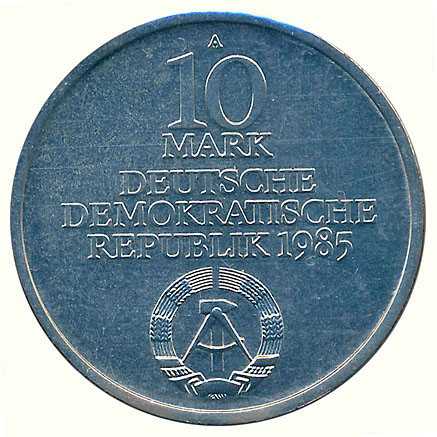 A
10
MARK
DEUTSCHE
DEMOKRATISCHE
REPUBLIK 1985